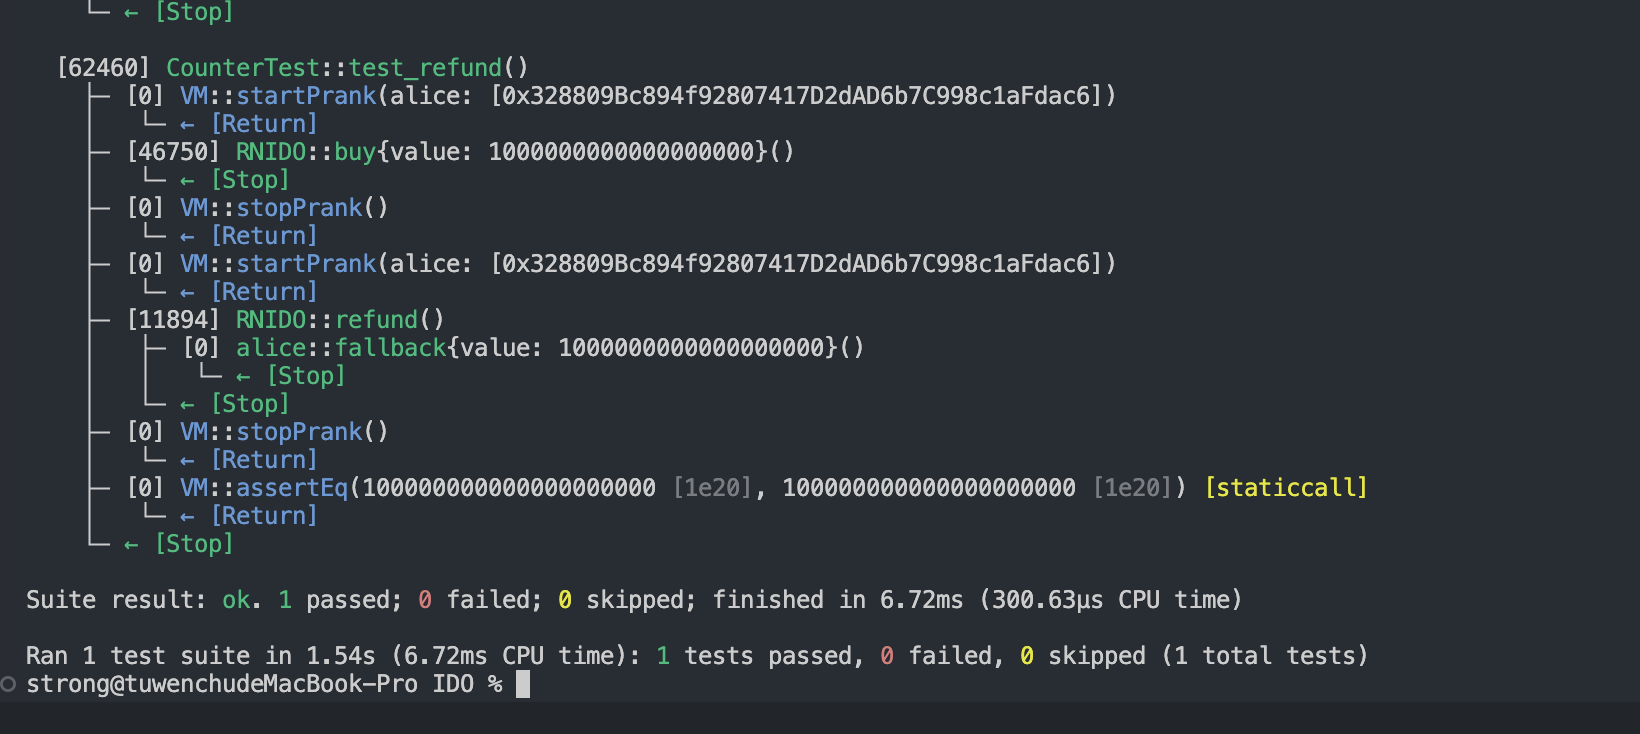 └─ ← [Stop]
[62460] CounterTest::test_refund()
├─ [0] VM::startPrank(alice: [0x328809Bc894f92807417D2dAD6b7C998c1aFdac6])
│   └─ ← [Return]
├─ [46750] RNIDO::buy{value: 1000000000000000000}()
│   └─ ← [Stop]
├─ [0] VM::stopPrank()
│   └─ ← [Return]
├─ [0] VM::startPrank(alice: [0x328809Bc894f92807417D2dAD6b7C998c1aFdac6])
│   └─ ← [Return]
├─ [11894] RNIDO::refund()
│   ├─ [0] alice::fallback{value: 1000000000000000000}()
│   │   └─ ← [Stop]
│   └─ ← [Stop]
├─ [0] VM::stopPrank()
│   └─ ← [Return]
├─ [0] VM::assertEq(100000000000000000000 [1e20], 100000000000000000000 [1e20]) [staticcall]
│   └─ ← [Return]
└─ ← [Stop]
Suite result: ok. 1 passed; 0 failed; 0 skipped; finished in 6.72ms (300.63µs CPU time)
Ran 1 test suite in 1.54s (6.72ms CPU time): 1 tests passed, 0 failed, 0 skipped (1 total tests)
strong@tuwenchudeMacBook-Pro IDO %